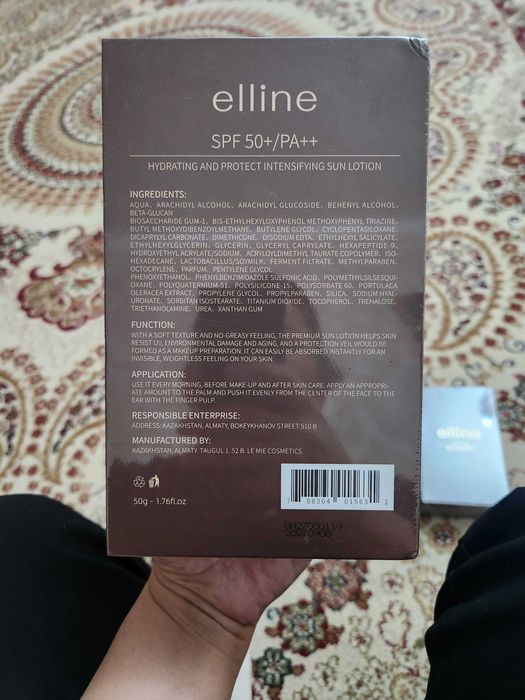 elline
SPF 50+/PA++
HYDRATING AND PROTECT INTENSIFYING SUN LOTION
INGREDIENTS:
AQUA, ARACHIDYL ALCOHOL, ARACHIDYL GLUCOSIDE, BEHENYL ALCOHOL,
BETA-GLUCAN
BIOSACCHARIDE GUM-1, BIS-ETHYLHEXYLOXYPHENOL METHOXYPHENYL TRIAZINE,
BUTYL METHOXYDIBENZOYLMETHANE, BUTYLENE GLYCOL, CYCLOPENTASILOXANE,
DICAPRYLYL CARBONATE, DIMETHICONE, DISODIUM EDTA, ETHYLHEXYL SALICYLATE,
ETHYLHEXYLGLYCERIN, GLYCERIN, GLYCERYL CAPRYLATE, HEXAPEPTIDE-9,
HYDROXYETHYL ACRYLATE/SODIUM, ACRYLOYLDIMETHYL TAURATE COPOLYMER, ISO-
HEXADECANE, LACTOBACILLUS/SOYMILK, FERMENT FILTRATE, METHYLPARABEN,
OCTOCRYLENE, PARFUM, PENTYLENE GLYCOL
PHENOXYETHANOL, PHENYLBENZIMIDAZOLE SULFONIC ACID, POLYMETHYLSILSESQUI-
OXANE, POLYQUATERNIUM-51, POLYSILICONE-15, POLYSORBATE 60, PORTULACA
OLERACEA EXTRACT, PROPYLENE GLYCOL, PROPYLPARABEN, SILICA, SODIUM HYAL-
URONATE, SORBITAN ISOSTEARATE, TITANIUM DIOXIDE, TOCOPHEROL, TREHALOSE,
TRIETHANOLAMINE, UREA, XANTHAN GUM
FUNCTION:
WITH A SOFT TEXTURE AND NO-GREASY FEELING, THE PREMIUM SUN LOTION HELPS SKIN
RESIST UV, ENVIRONMENTAL DAMAGE AND AGING, AND A PROTECTION VEIL WOULD BE
FORMED AS A MAKEUP PREPARATION. IT CAN EASILY BE ABSORBED INSTANTLY FOR AN
INVISIBLE, WEIGHTLESS FEELING ON YOUR SKIN.
APPLICATION:
USE IT EVERY MORNING, BEFORE MAKE-UP AND AFTER SKIN CARE. APPLY AN APPROPRI-
ATE AMOUNT TO THE PALM AND PUSH IT EVENLY FROM THE CENTER OF THE FACE TO THE
EAR WITH THE FINGER PULP.
RESPONSIBLE ENTERPRISE:
ADDRESS: KAZAKHSTAN, ALMATY, BOKEYKHANOV STREET 510 B
MANUFACTURED BY:
KAZAKHSTAN, ALMATY. TAUGUL 1. 52 B. LE MIE COSMETICS
50g - 1.76fl.oz
7 88364 01563 1
20270908
elline